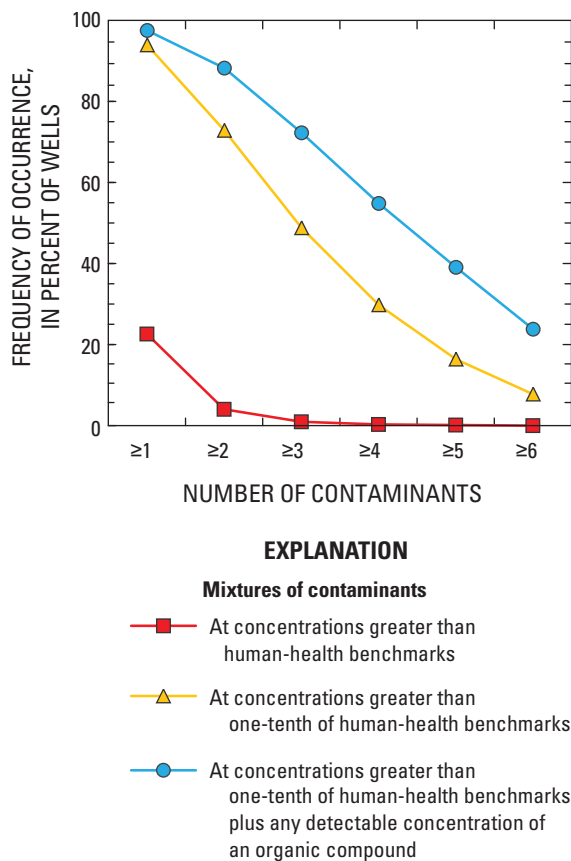 FREQUENCY OF OCCURRENCE,
IN PERCENT OF WELLS
100
80
60
40
20
0
≥1 ≥2 ≥3 ≥4 ≥5 ≥6
NUMBER OF CONTAMINANTS
EXPLANATION
Mixtures of contaminants
At concentrations greater than
human-health benchmarks
At concentrations greater than
one-tenth of human-health benchmarks
At concentrations greater than
one-tenth of human-health benchmarks
plus any detectable concentration of
an organic compound